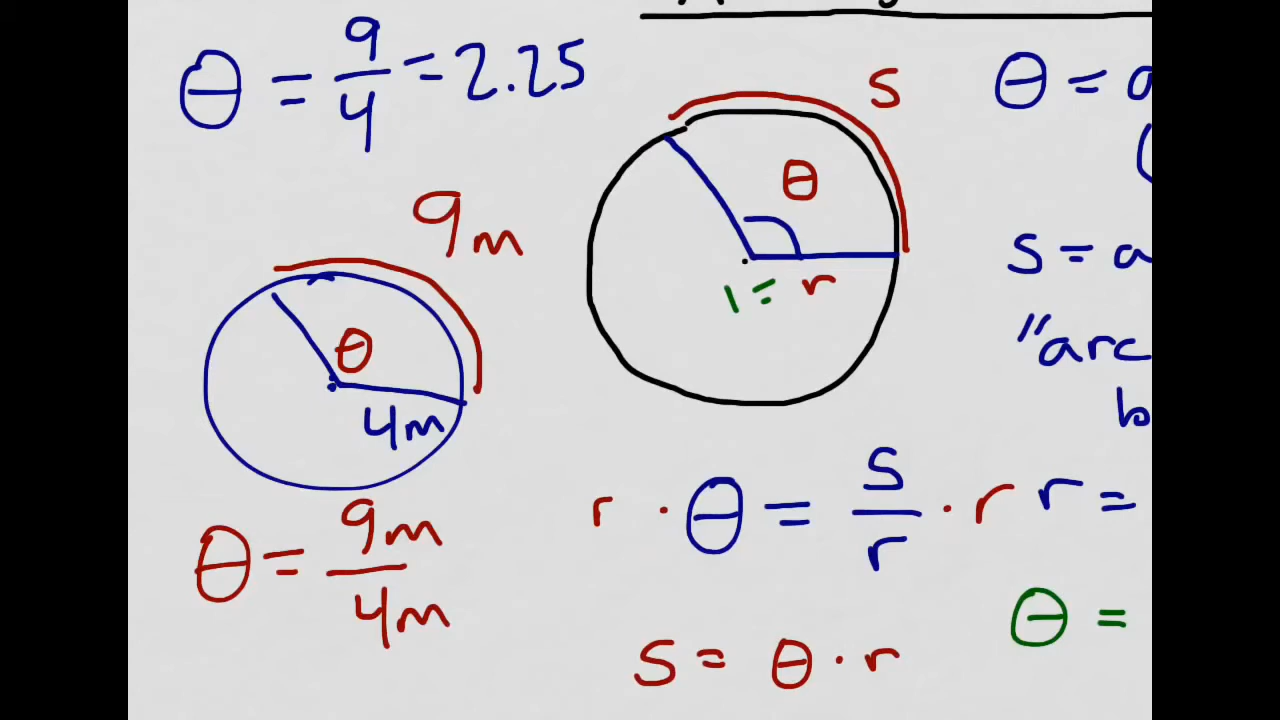 θ = 9/4 = 2.25
9m
θ
4m
θ = 9m/4m
s
θ
1 = r
r · θ = s/r · r
s = θ · r
θ = a
s = a
"arc
b
r =
θ =